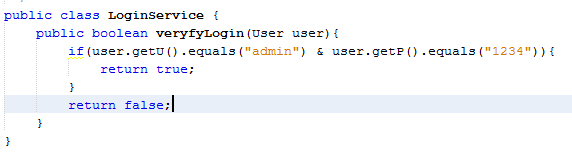 public class LoginService {
public boolean veryfyLogin(User user){
if(user.getU().equals("admin") & user.getP().equals("1234")){
return true;
}
return false;
}
}